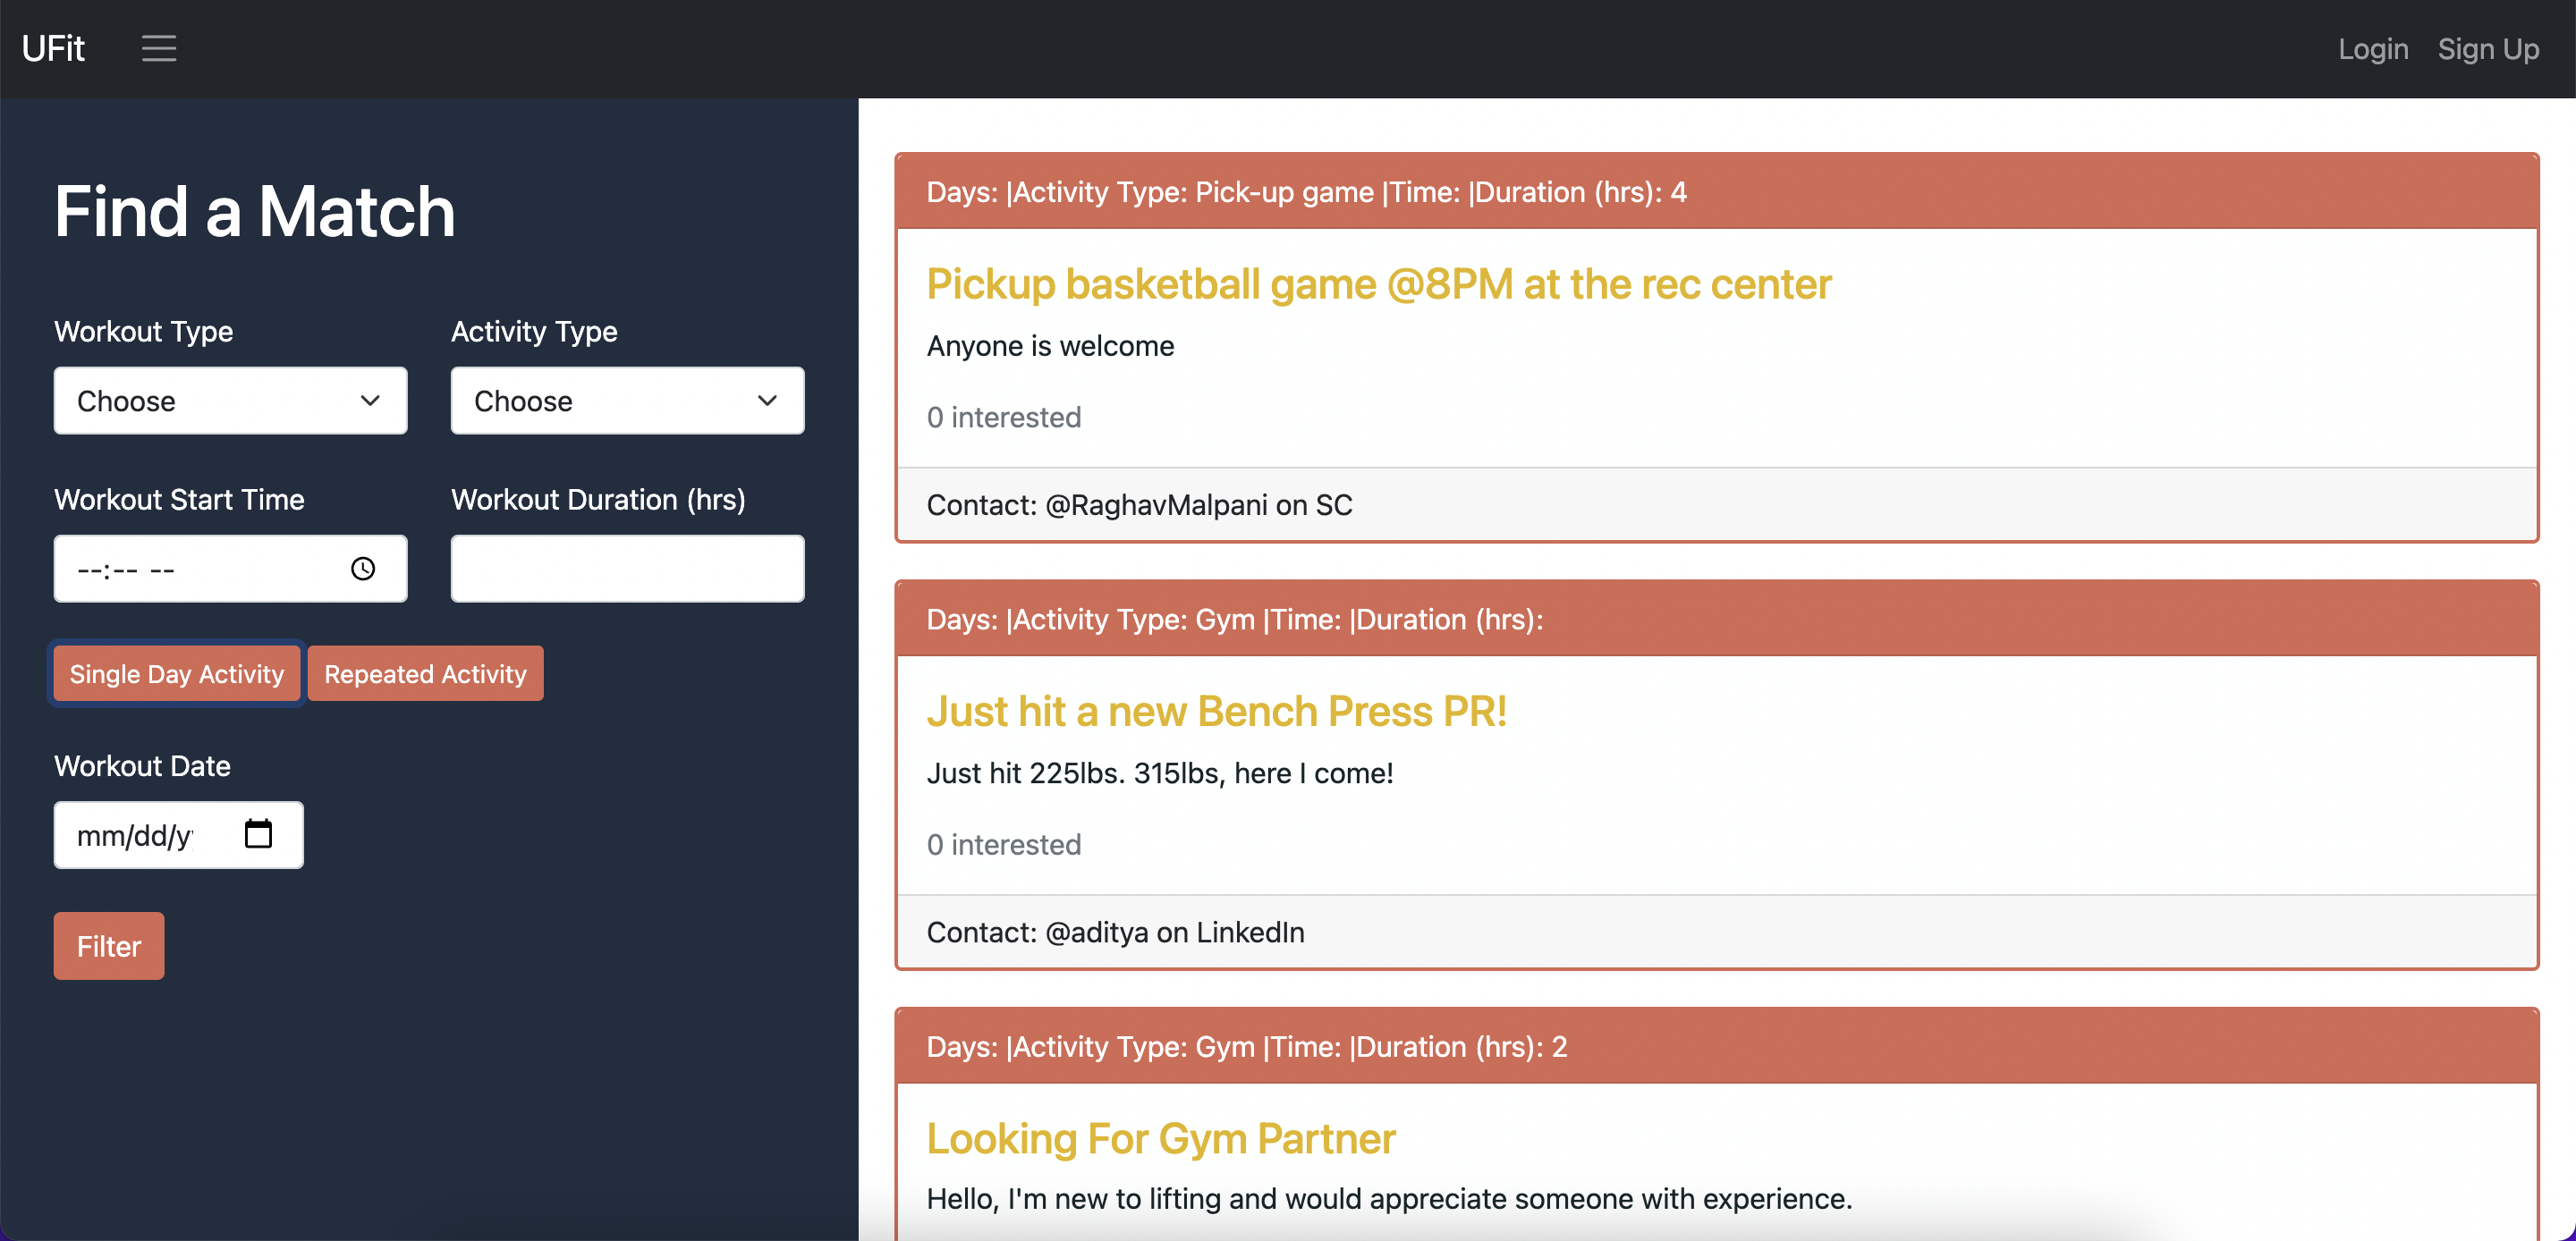 UFit
Login Sign Up
Find a Match
Workout Type Activity Type
Choose Choose
Workout Start Time Workout Duration (hrs)
--:-- --
Single Day Activity Repeated Activity
Workout Date
mm/dd/y
Filter
Days: |Activity Type: Pick-up game |Time: |Duration (hrs): 4
Pickup basketball game @8PM at the rec center
Anyone is welcome
0 interested
Contact: @RaghavMalpani on SC
Days: |Activity Type: Gym |Time: |Duration (hrs):
Just hit a new Bench Press PR!
Just hit 225lbs. 315lbs, here I come!
0 interested
Contact: @aditya on LinkedIn
Days: |Activity Type: Gym |Time: |Duration (hrs): 2
Looking For Gym Partner
Hello, I'm new to lifting and would appreciate someone with experience.